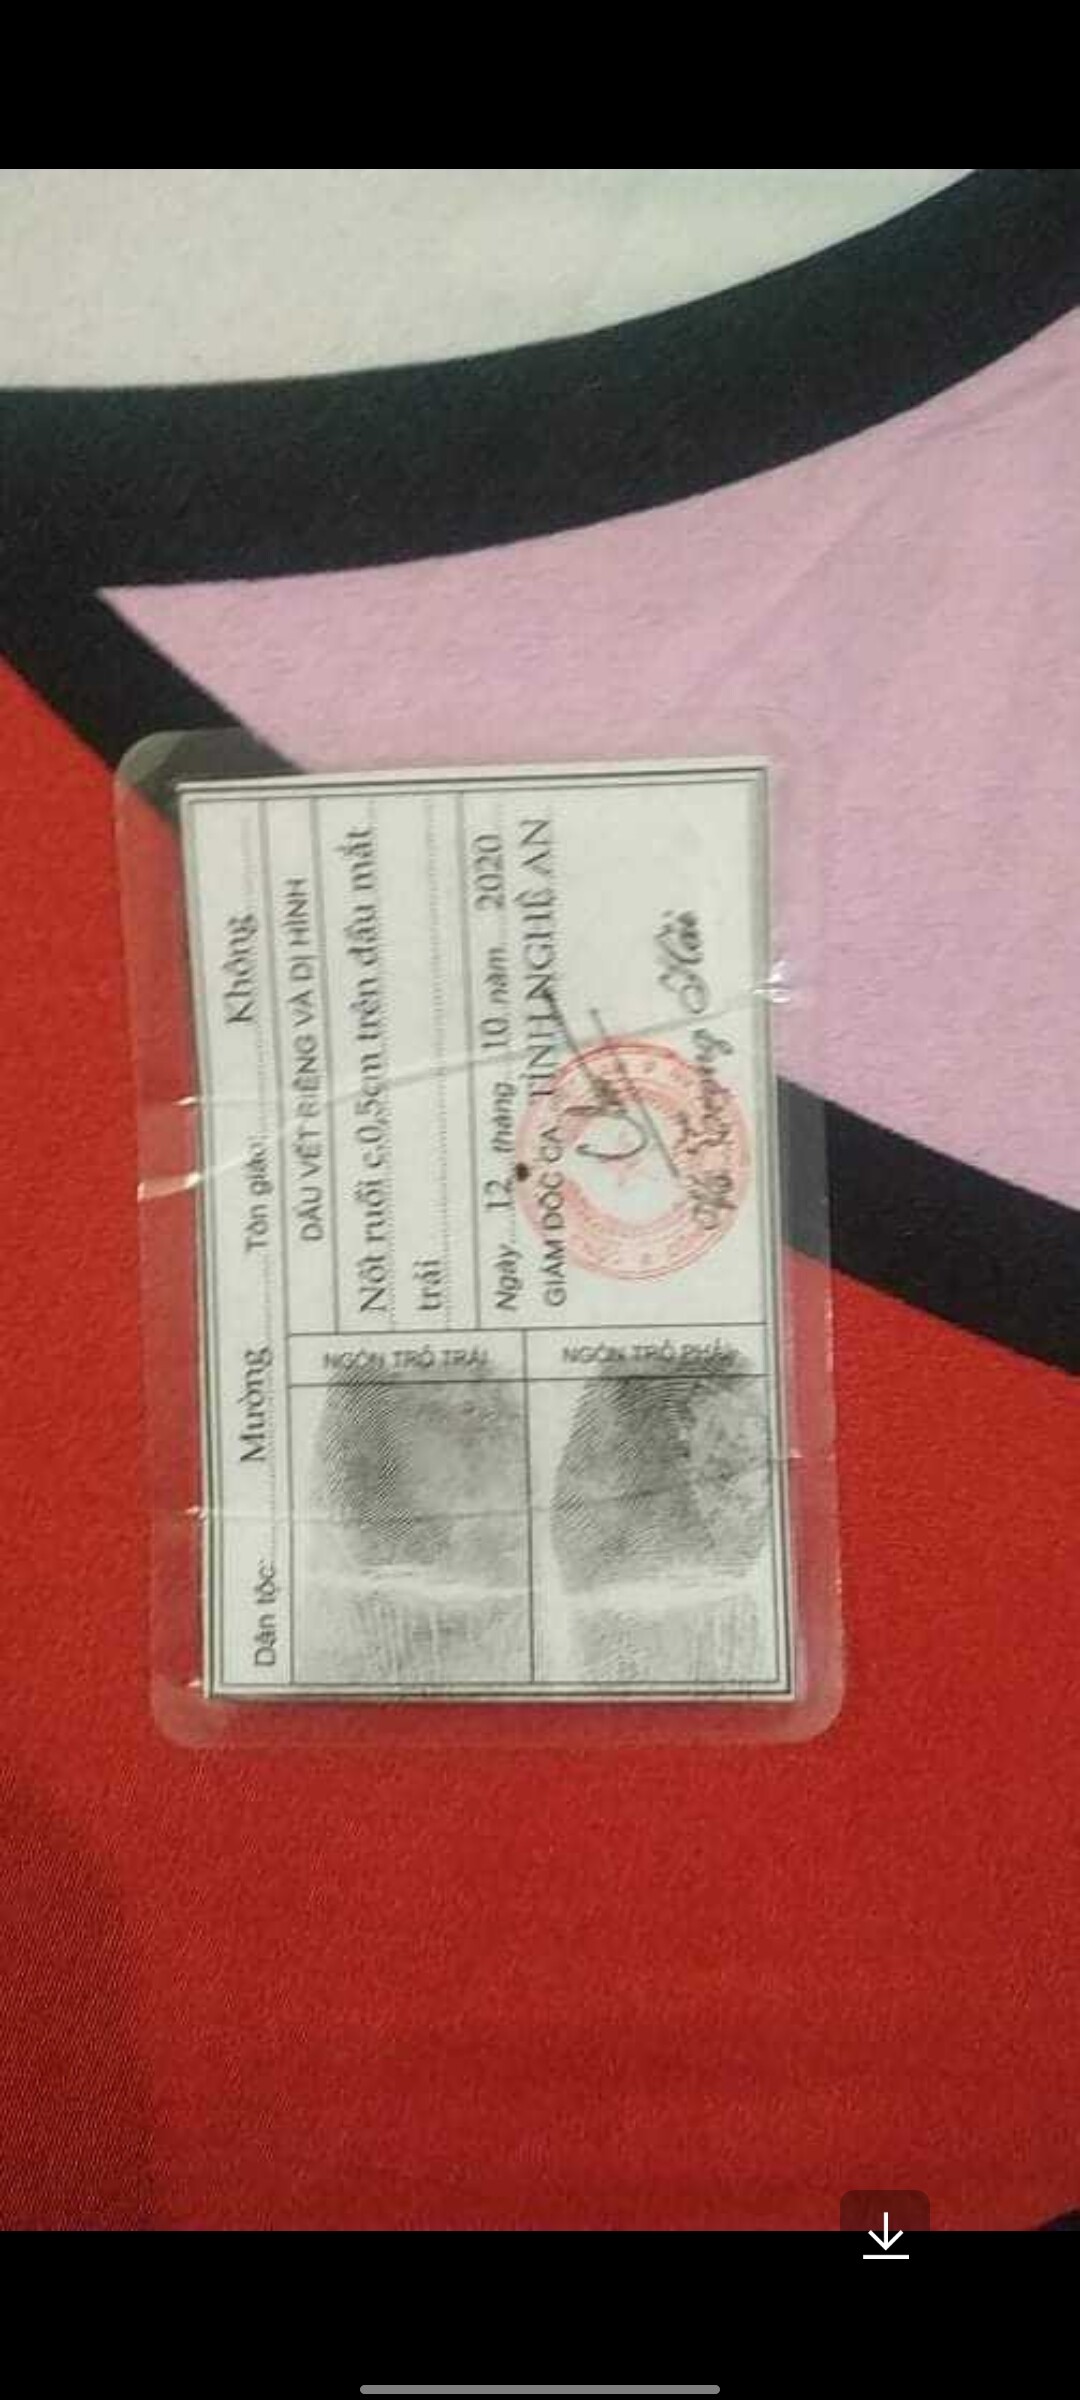 Dân tộc: Mường Tôn giáo: Không
NGÓN TRỎ TRÁI
NGÓN TRỎ PHẢI
DẤU VẾT RIÊNG VÀ DỊ HÌNH
Nốt ruồi c.0,5cm trên đầu mắt
trái
Ngày 12 tháng 10 năm 2020
GIÁM ĐỐC CA TỈNH NGHỆ AN